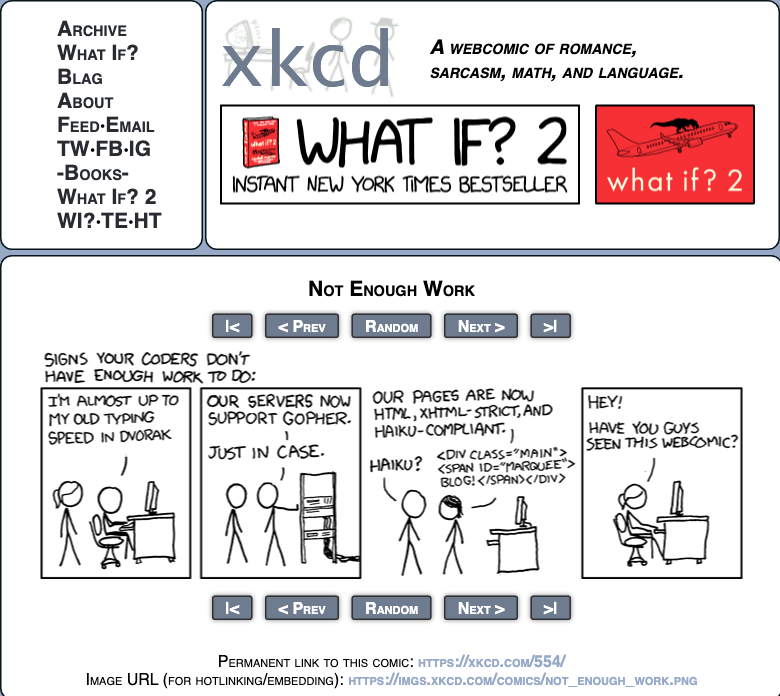 Archive
What If?
Blag
About
Feed·Email
TW·FB·IG
-Books-
What If? 2
WI?·TE·HT
xkcd
A webcomic of romance,
sarcasm, math, and language.
what if? 2
WHAT IF? 2
INSTANT NEW YORK TIMES BESTSELLER
what if? 2
Not Enough Work
|<
< Prev
Random
Next >
>|
SIGNS YOUR CODERS DON'T
HAVE ENOUGH WORK TO DO:
I'M ALMOST UP TO
MY OLD TYPING
SPEED IN DVORAK
OUR SERVERS NOW
SUPPORT GOPHER.
JUST IN CASE.
OUR PAGES ARE NOW
HTML, XHTML-STRICT, AND
HAIKU-COMPLIANT.
HAIKU?
<DIV CLASS="MAIN">
<SPAN ID="MARQUEE">
BLOG!</SPAN></DIV>
HEY!
HAVE YOU GUYS
SEEN THIS WEBCOMIC?
|<
< Prev
Random
Next >
>|
Permanent link to this comic: https://xkcd.com/554/
Image URL (for hotlinking/embedding): https://imgs.xkcd.com/comics/not_enough_work.png